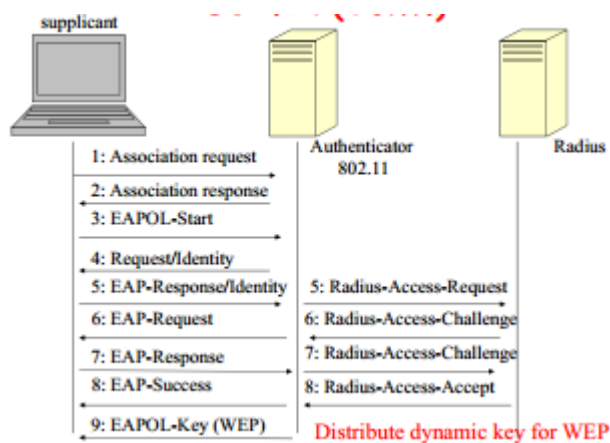 supplicant
Authenticator
802.11
Radius
1: Association request
2: Association response
3: EAPOL-Start
4: Request/Identity
5: EAP-Response/Identity
5: Radius-Access-Request
6: EAP-Request
6: Radius-Access-Challenge
7: EAP-Response
7: Radius-Access-Challenge
8: EAP-Success
8: Radius-Access-Accept
9: EAPOL-Key (WEP)
Distribute dynamic key for WEP